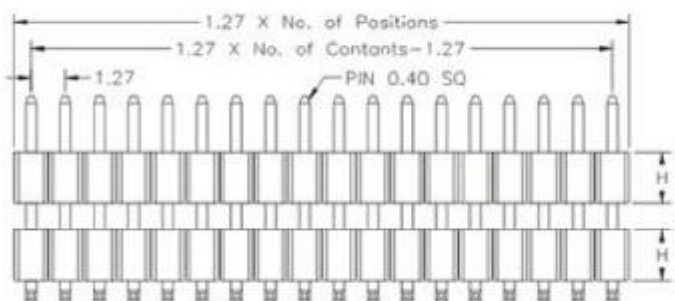 1.27 X No. of Positions
1.27 X No. of Contants-1.27
1.27
PIN 0.40 SQ
H
H